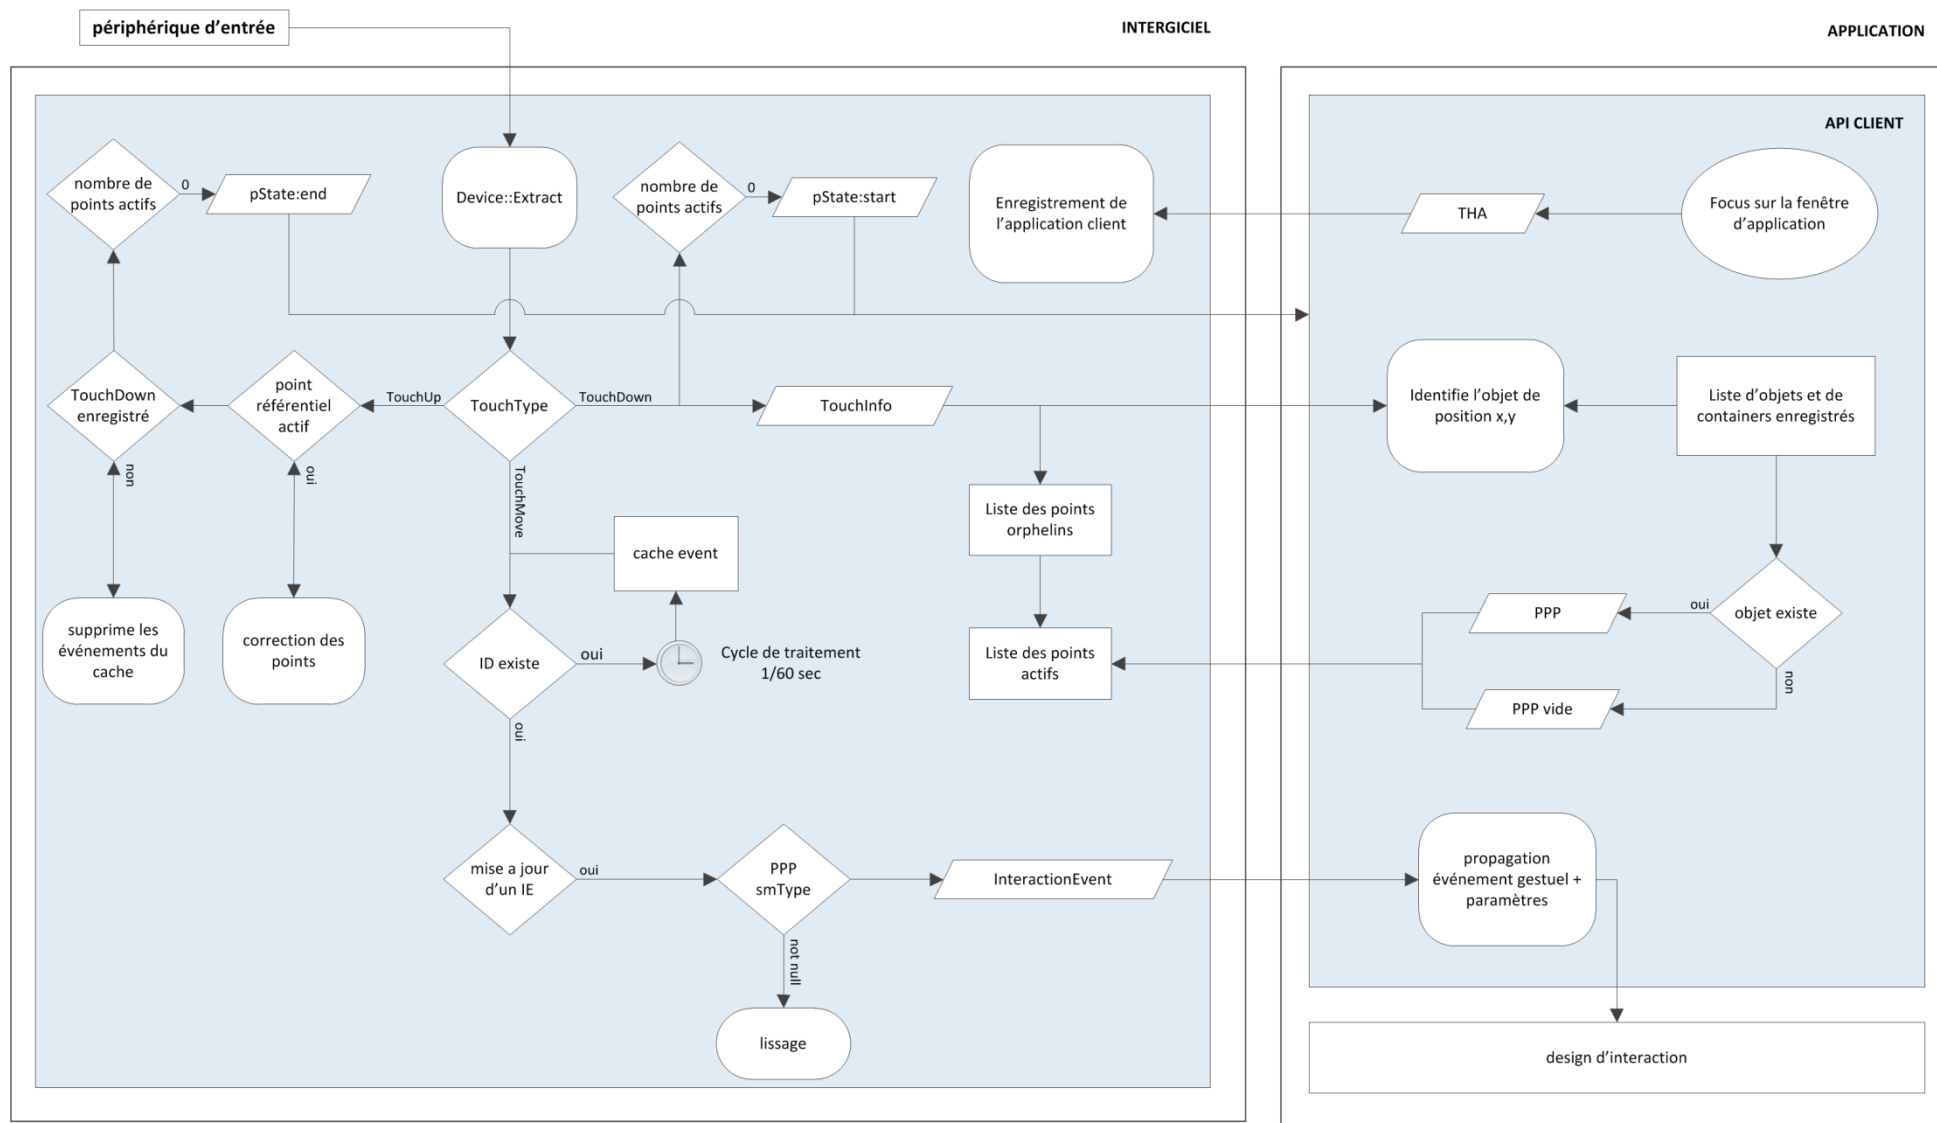 périphérique d’entrée
INTERGICIEL
APPLICATION
API CLIENT
nombre de
points actifs
0
pState:end
Device::Extract
nombre de
points actifs
0
pState:start
Enregistrement de
l’application client
THA
Focus sur la fenêtre
d’application
TouchDown
enregistré
point
référentiel
actif
TouchUp
TouchType
TouchDown
TouchInfo
Identifie l’objet de
position x,y
Liste d’objets et de
containers enregistrés
non
oui
TouchMove
cache event
Liste des points
orphelins
supprime les
événements du
cache
correction des
points
ID existe
oui
Cycle de traitement
1/60 sec
Liste des points
actifs
PPP
oui
objet existe
non
PPP vide
oui
mise a jour
d’un IE
oui
PPP
smType
InteractionEvent
propagation
événement gestuel +
paramètres
not null
lissage
design d’interaction